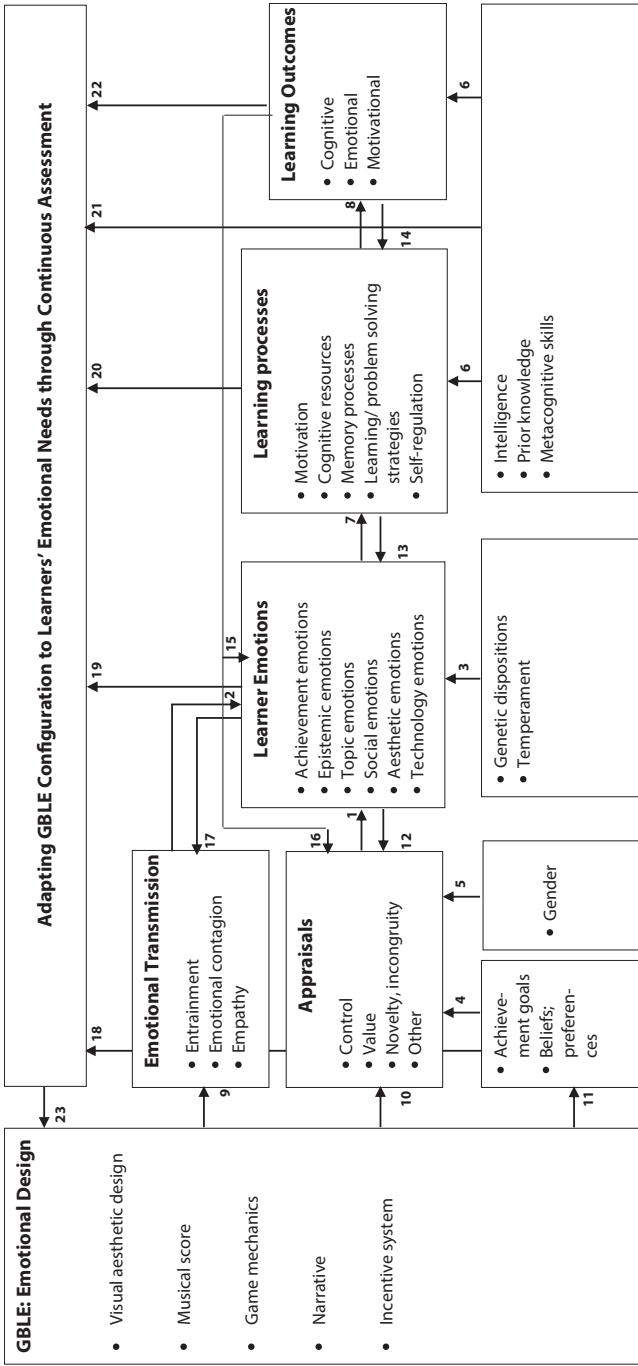 Adapting GBLE Configuration to Learners’ Emotional Needs through Continuous Assessment
GBLE: Emotional Design
• Visual aesthetic design
• Musical score
• Game mechanics
• Narrative
• Incentive system
23
18
19
20
21
22
Emotional Transmission
• Entrainment
• Emotional contagion
• Empathy
9
17
2
15
Appraisals
• Control
• Value
• Novelty, incongruity
• Other
10
16
1
12
Learner Emotions
• Achievement emotions
• Epistemic emotions
• Topic emotions
• Social emotions
• Aesthetic emotions
• Technology emotions
7
13
Learning processes
• Motivation
• Cognitive resources
• Memory processes
• Learning/ problem solving
strategies
• Self-regulation
8
14
Learning Outcomes
• Cognitive
• Emotional
• Motivational
11
4
5
3
6
6
• Achieve-
ment goals
• Beliefs;
preferen-
ces
• Gender
• Genetic dispositions
• Temperament
• Intelligence
• Prior knowledge
• Metacognitive skills